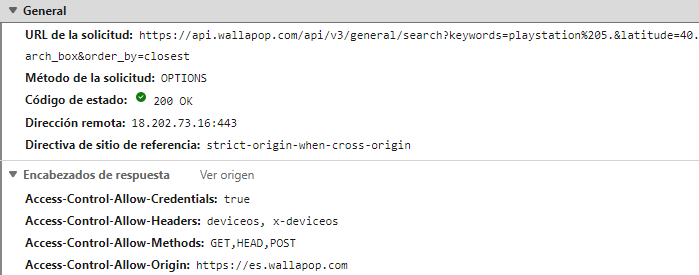 General
URL de la solicitud: https://api.wallapop.com/api/v3/general/search?keywords=playstation%205.&latitude=40.
arch_box&order_by=closest
Método de la solicitud: OPTIONS
Código de estado: 200 OK
Dirección remota: 18.202.73.16:443
Directiva de sitio de referencia: strict-origin-when-cross-origin
Encabezados de respuesta Ver origen
Access-Control-Allow-Credentials: true
Access-Control-Allow-Headers: deviceos, x-deviceos
Access-Control-Allow-Methods: GET,HEAD,POST
Access-Control-Allow-Origin: https://es.wallapop.com